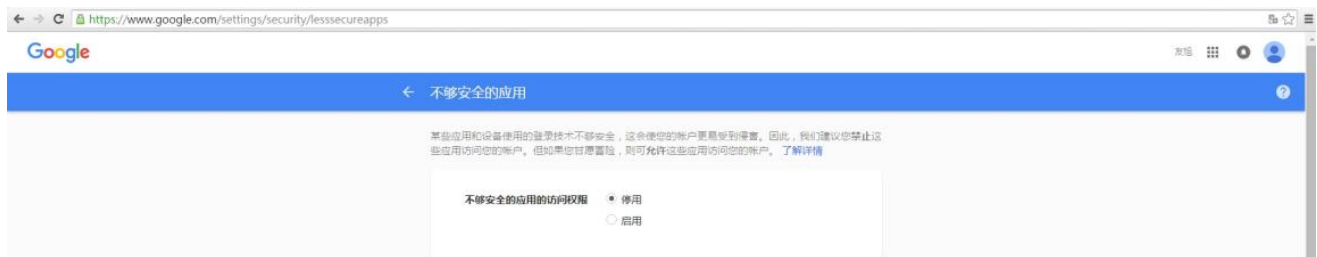 https://www.google.com/settings/security/lesssecureapps
Google
友旭
不够安全的应用
某些应用和设备使用的登录技术不够安全，这会使您的帐户更易受到侵害。因此，我们建议您禁止这
些应用访问您的帐户。但如果您甘愿冒险，则可允许这些应用访问您的帐户。 了解详情
不够安全的应用的访问权限 停用
启用